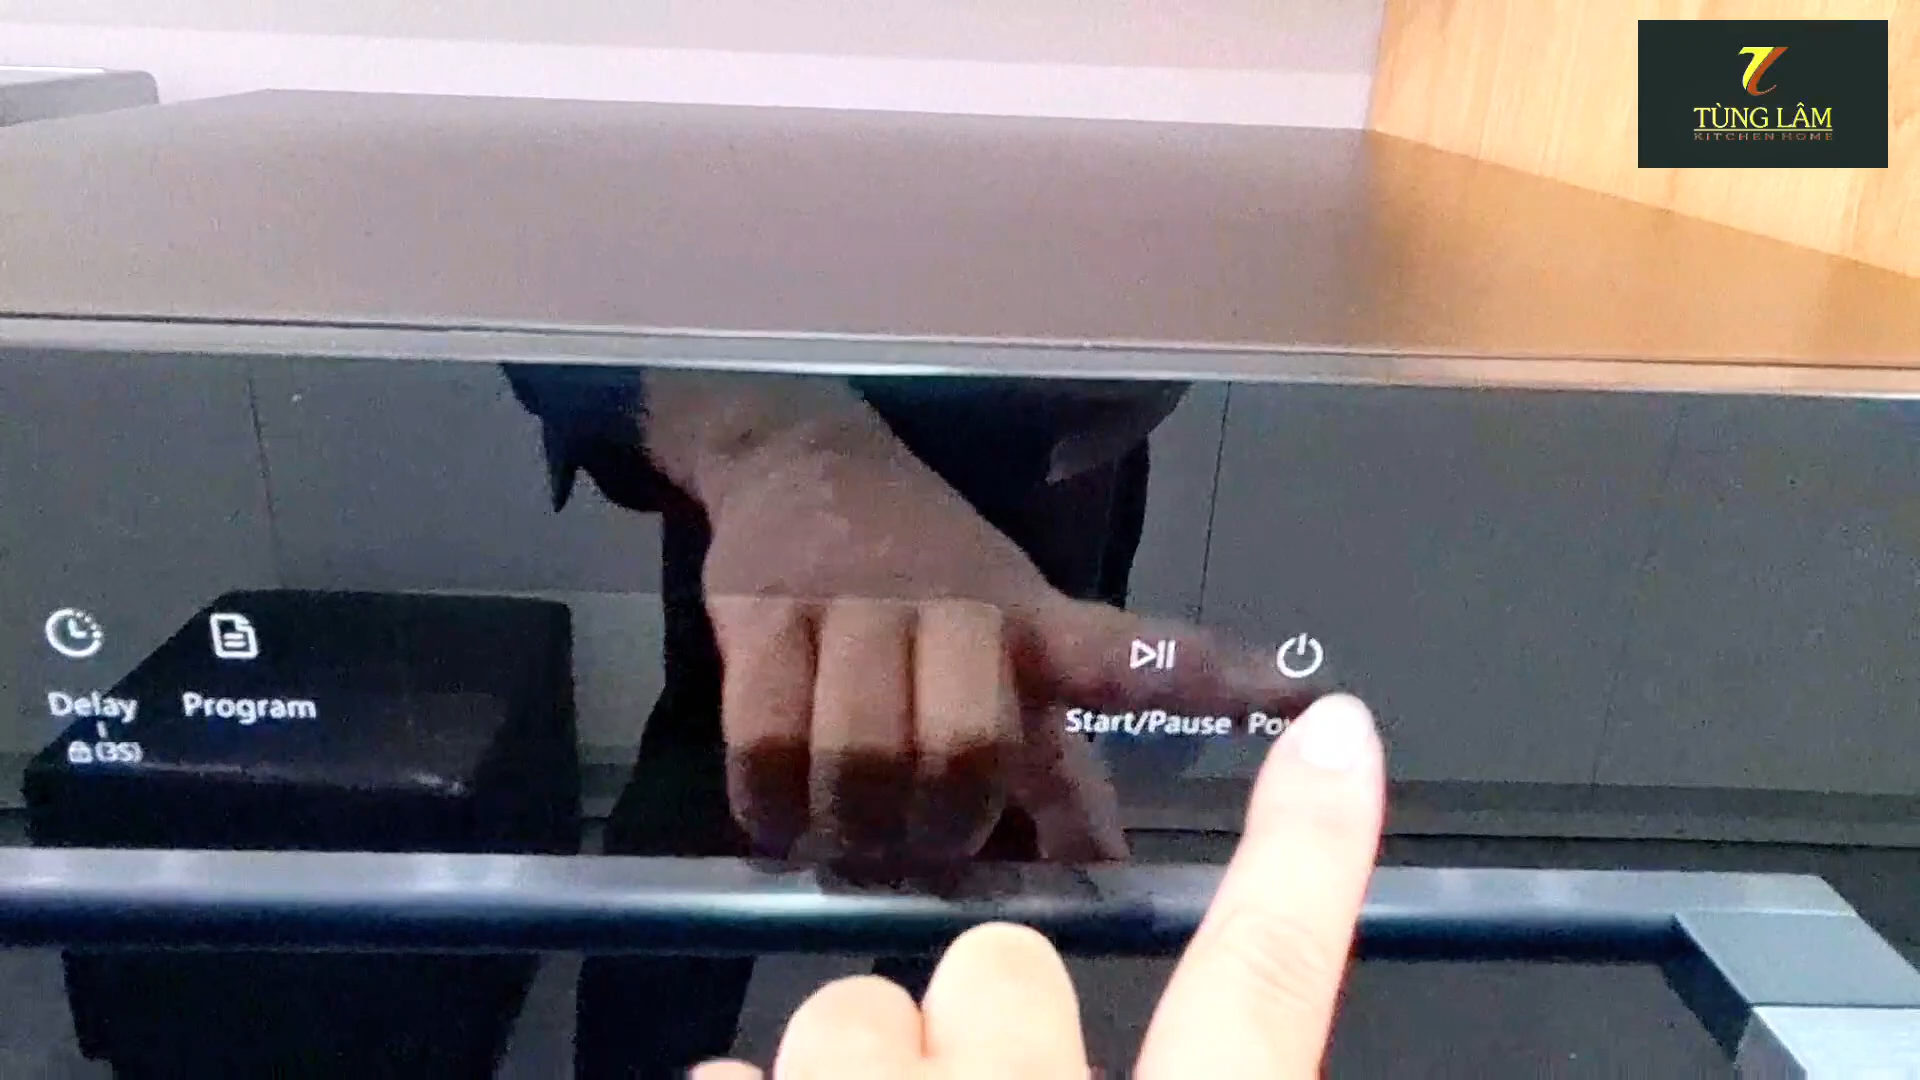 TÙNG LÂM
KITCHEN HOME
Delay
(3S)
Program
Start/Pause